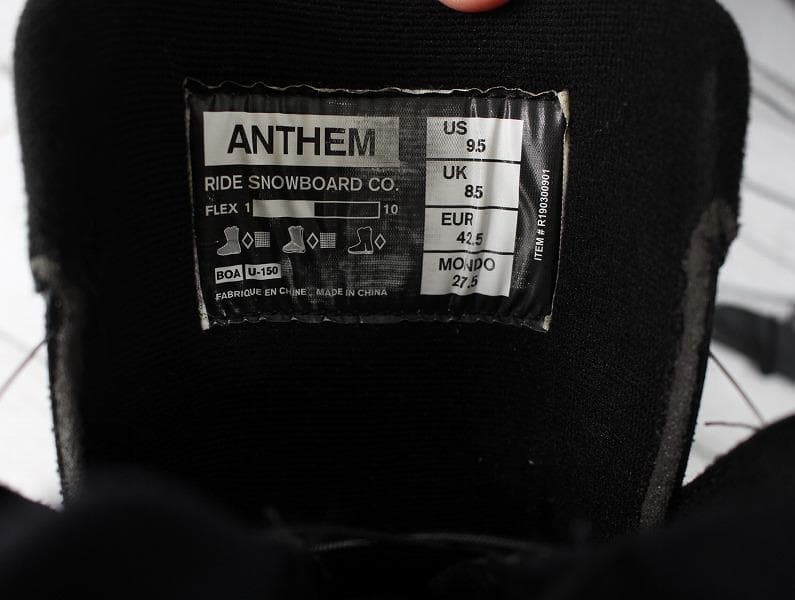 ANTHEM
RIDE SNOWBOARD CO.
FLEX 1 10
BOA U-150
FABRIQUE EN CHINE, MADE IN CHINA
US
9.5
UK
8.5
EUR
42.5
MONDO
27.5
ITEM # R190300901